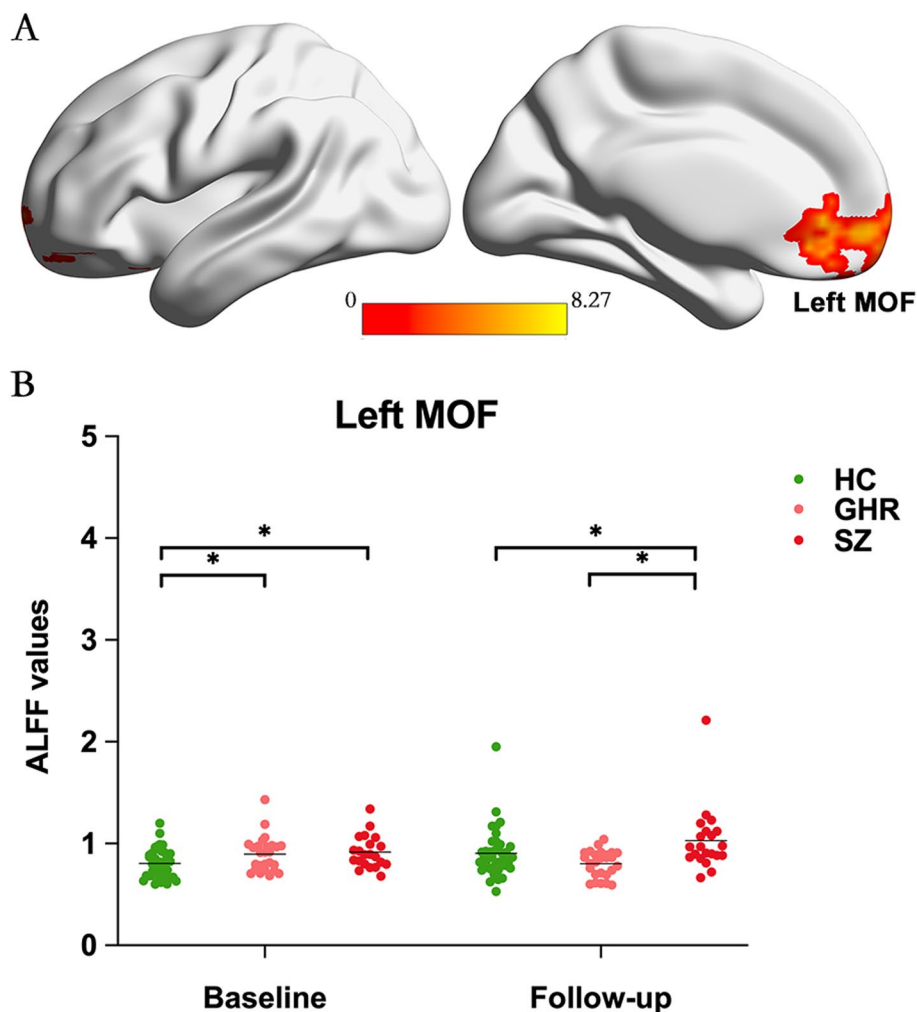 A
0 8.27
Left MOF
B
Left MOF
5
4
3
2
1
0
ALFF values
* *
* *
HC
GHR
SZ
Baseline Follow-up